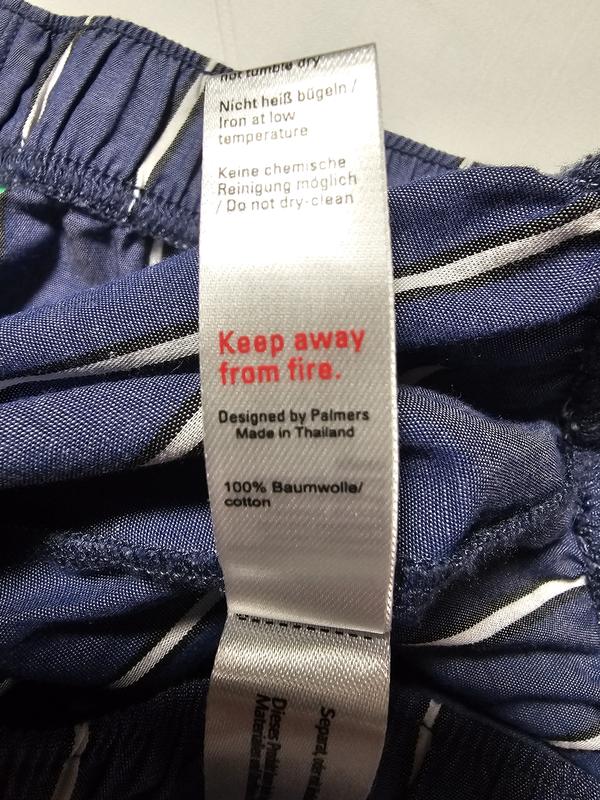 not tumble dry
Nicht heiß bügeln /
Iron at low
temperature
Keine chemische
Reinigung möglich
/ Do not dry-clean
Keep away
from fire.
Designed by Palmers
Made in Thailand
100% Baumwolle/
cotton
Dieses